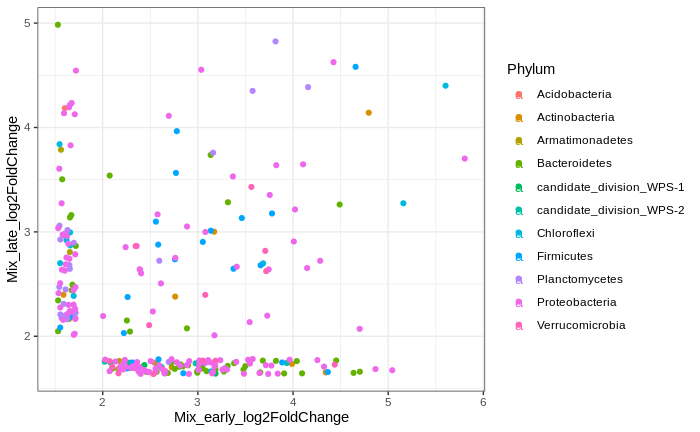 5
4
3
2
2
3
4
5
6
Mix_late_log2FoldChange
Mix_early_log2FoldChange
Phylum
a Acidobacteria
a Actinobacteria
a Armatimonadetes
a Bacteroidetes
a candidate_division_WPS-1
a candidate_division_WPS-2
a Chloroflexi
a Firmicutes
a Planctomycetes
a Proteobacteria
a Verrucomicrobia